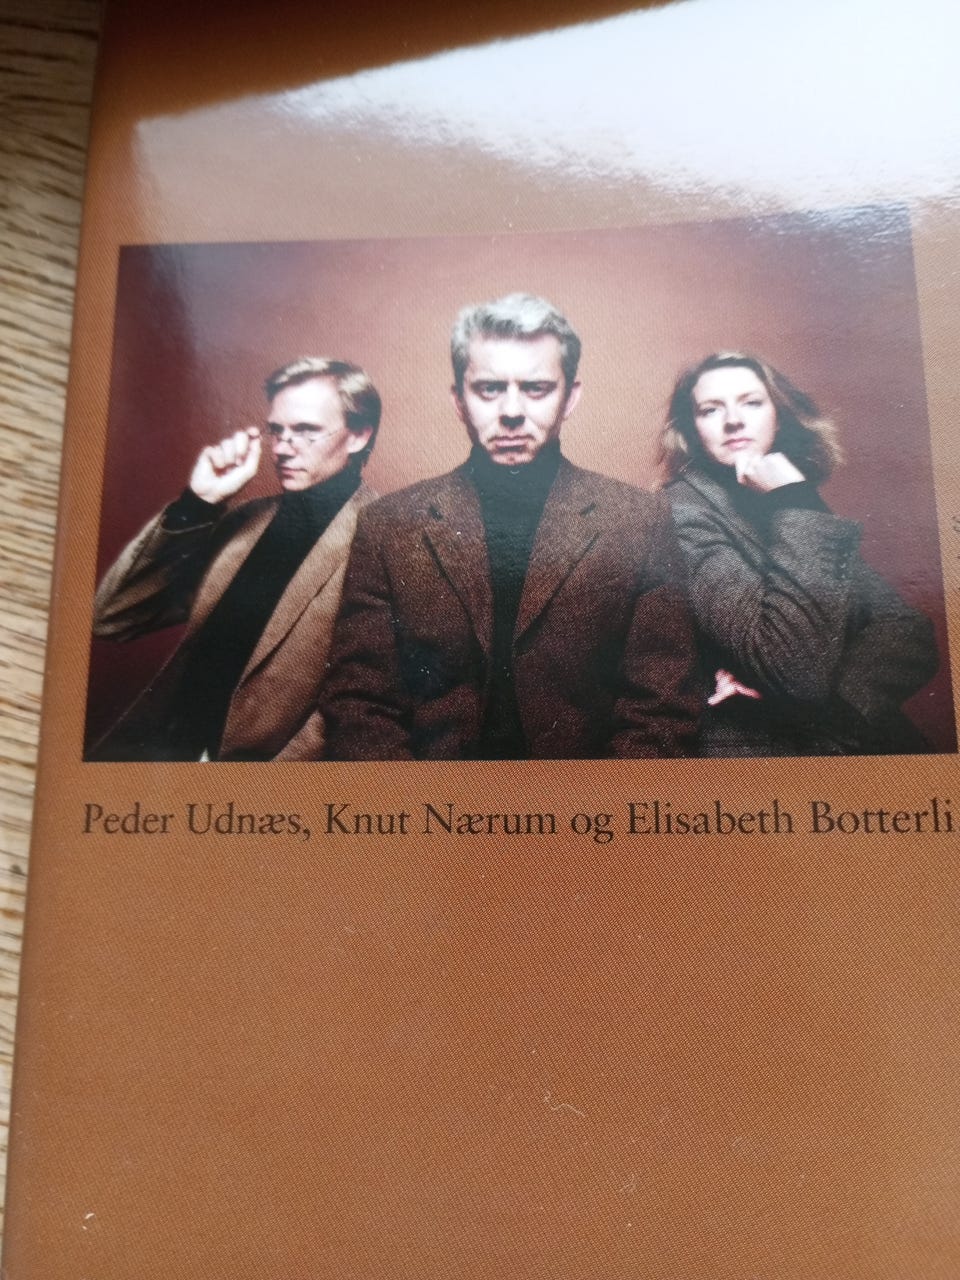 Peder Udnæs, Knut Nærum og Elisabeth Botterli